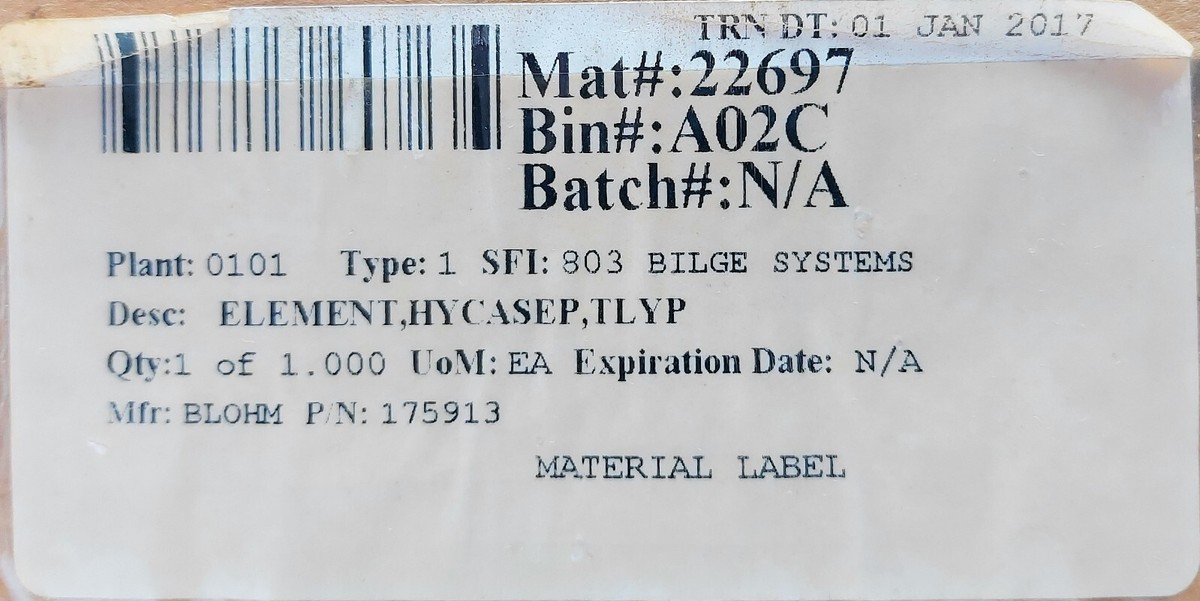 TRN DT: 01 JAN 2017
Mat#:22697
Bin#:A02C
Batch#:N/A
Plant: 0101 Type: 1 SFI: 803 BILGE SYSTEMS
Desc: ELEMENT,HYCASEP,TLYP
Qty:1 of 1.000 UoM: EA Expiration Date: N/A
Mfr: BLOHM P/N: 175913
MATERIAL LABEL